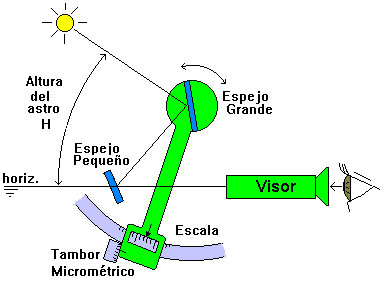 Altura
del
astro
H
Espejo
Grande
Espejo
Pequeño
horiz.
Visor
Escala
Tambor
Micrométrico